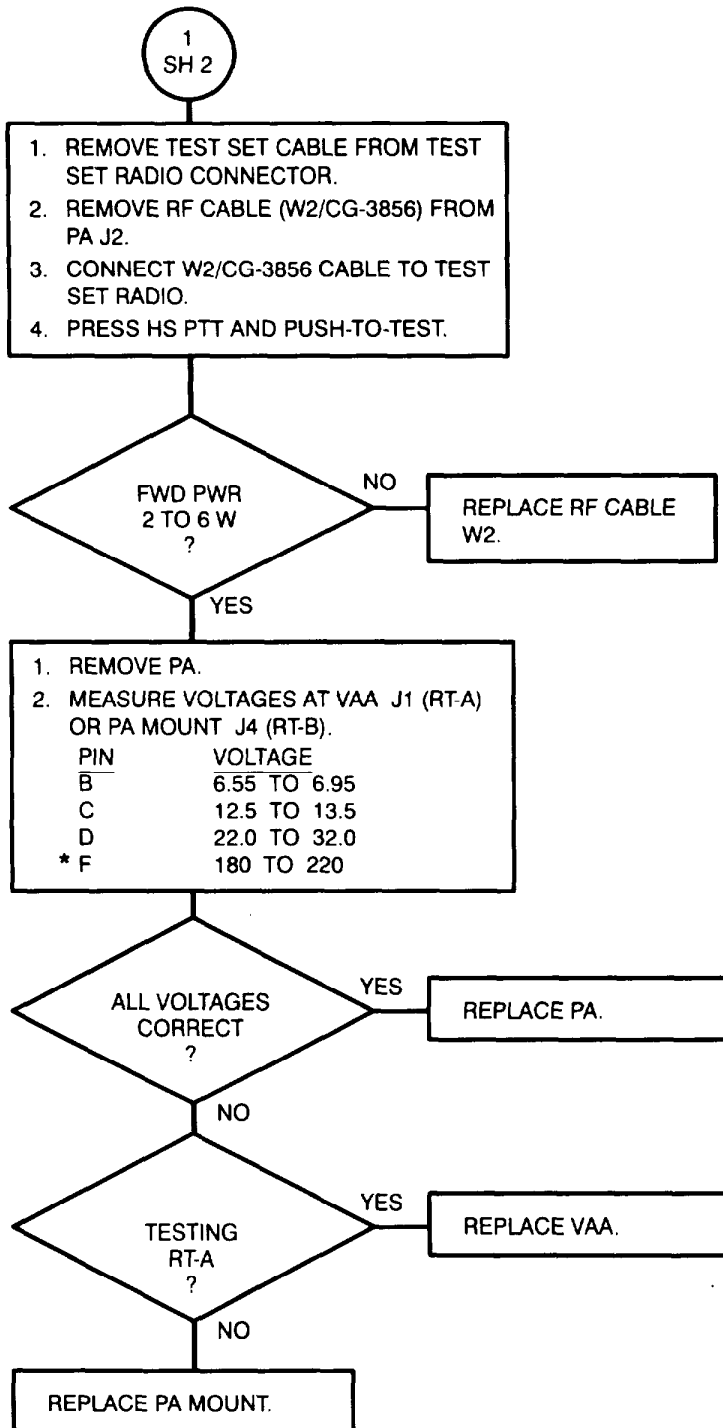 1
SH 2
1. REMOVE TEST SET CABLE FROM TEST
SET RADIO CONNECTOR.
2. REMOVE RF CABLE (W2/CG-3856) FROM
PA J2.
3. CONNECT W2/CG-3856 CABLE TO TEST
SET RADIO.
4. PRESS HS PTT AND PUSH-TO-TEST.
FWD PWR
2 TO 6 W
?
NO
REPLACE RF CABLE
W2.
YES
1. REMOVE PA.
2. MEASURE VOLTAGES AT VAA J1 (RT-A)
OR PA MOUNT J4 (RT-B).
PIN VOLTAGE
B 6.55 TO 6.95
C 12.5 TO 13.5
D 22.0 TO 32.0
* F 180 TO 220
ALL VOLTAGES
CORRECT
?
YES
REPLACE PA.
NO
TESTING
RT-A
?
YES
REPLACE VAA.
NO
REPLACE PA MOUNT.